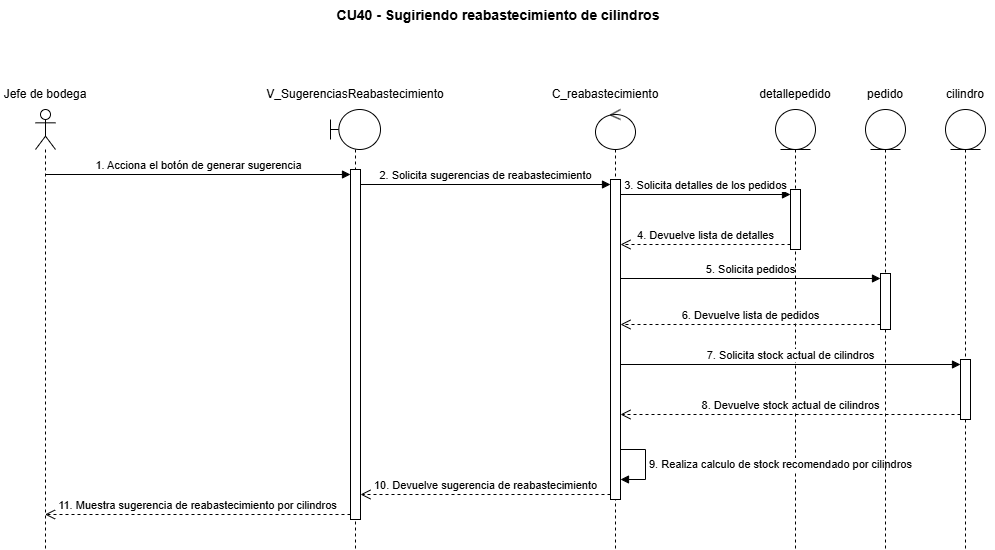 CU40 - Sugiriendo reabastecimiento de cilindros
Jefe de bodega
V_SugerenciasReabastecimiento
C_reabastecimiento
detallepedido
pedido
cilindro
1. Acciona el botón de generar sugerencia
2. Solicita sugerencias de reabastecimiento
3. Solicita detalles de los pedidos
4. Devuelve lista de detalles
5. Solicita pedidos
6. Devuelve lista de pedidos
7. Solicita stock actual de cilindros
8. Devuelve stock actual de cilindros
9. Realiza calculo de stock recomendado por cilindros
10. Devuelve sugerencia de reabastecimiento
11. Muestra sugerencia de reabastecimiento por cilindros